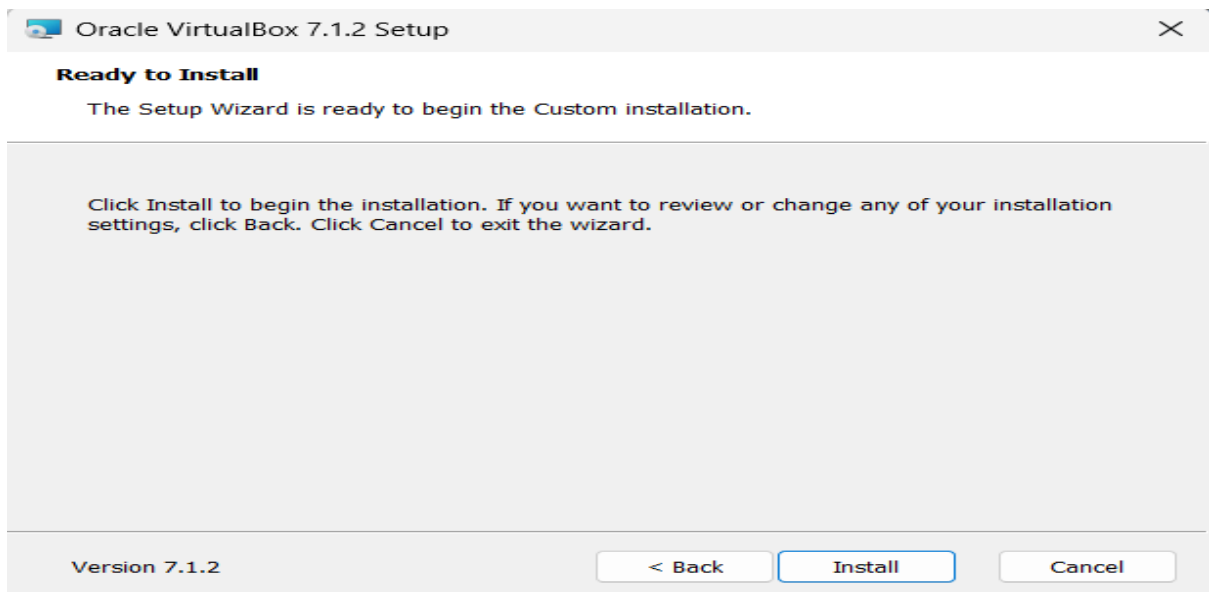 Oracle VirtualBox 7.1.2 Setup
Ready to Install
The Setup Wizard is ready to begin the Custom installation.
Click Install to begin the installation. If you want to review or change any of your installation
settings, click Back. Click Cancel to exit the wizard.
Version 7.1.2
< Back
Install
Cancel